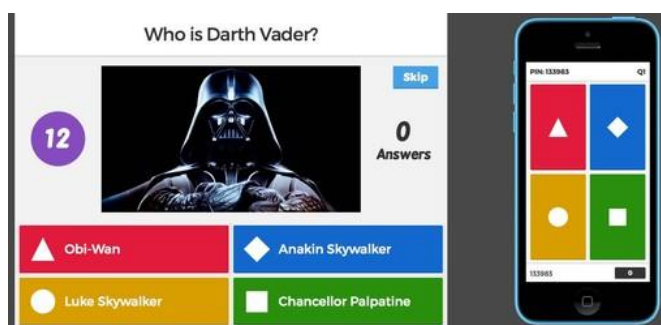 Who is Darth Vader?
Skip
12
0
Answers
Obi-Wan
Anakin Skywalker
Luke Skywalker
Chancellor Palpatine
PIN: 133983
Q1
133983
0